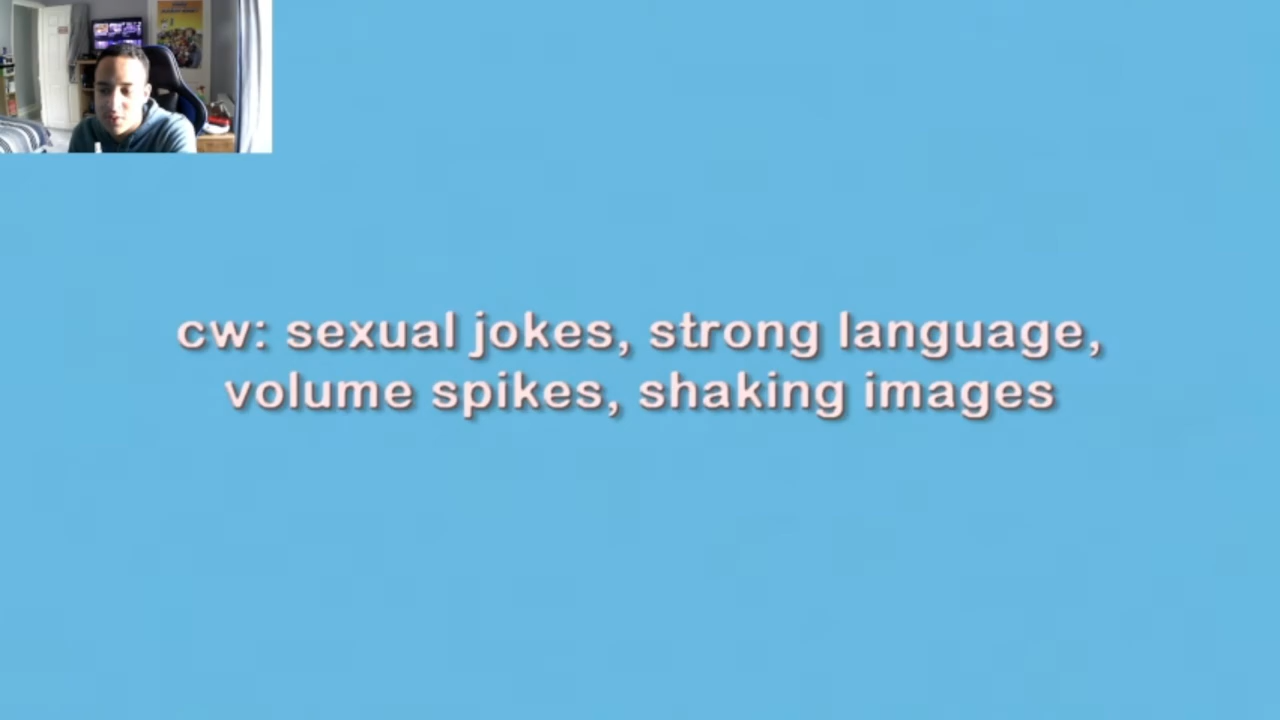 cw: sexual jokes, strong language,
volume spikes, shaking images